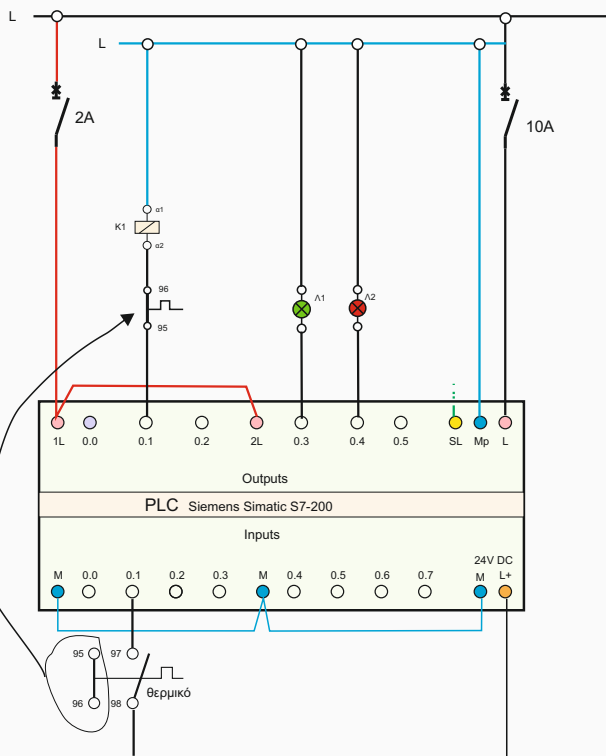 L
L
2A
10A
α1
K1
α2
96
95
Λ1
Λ2
1L 0.0 0.1 0.2 2L 0.3 0.4 0.5 SL Mp L
Outputs
PLC Siemens Simatic S7-200
Inputs
24V DC
M 0.0 0.1 0.2 0.3 M 0.4 0.5 0.6 0.7 M L+
95 97
θερμικό
96 98